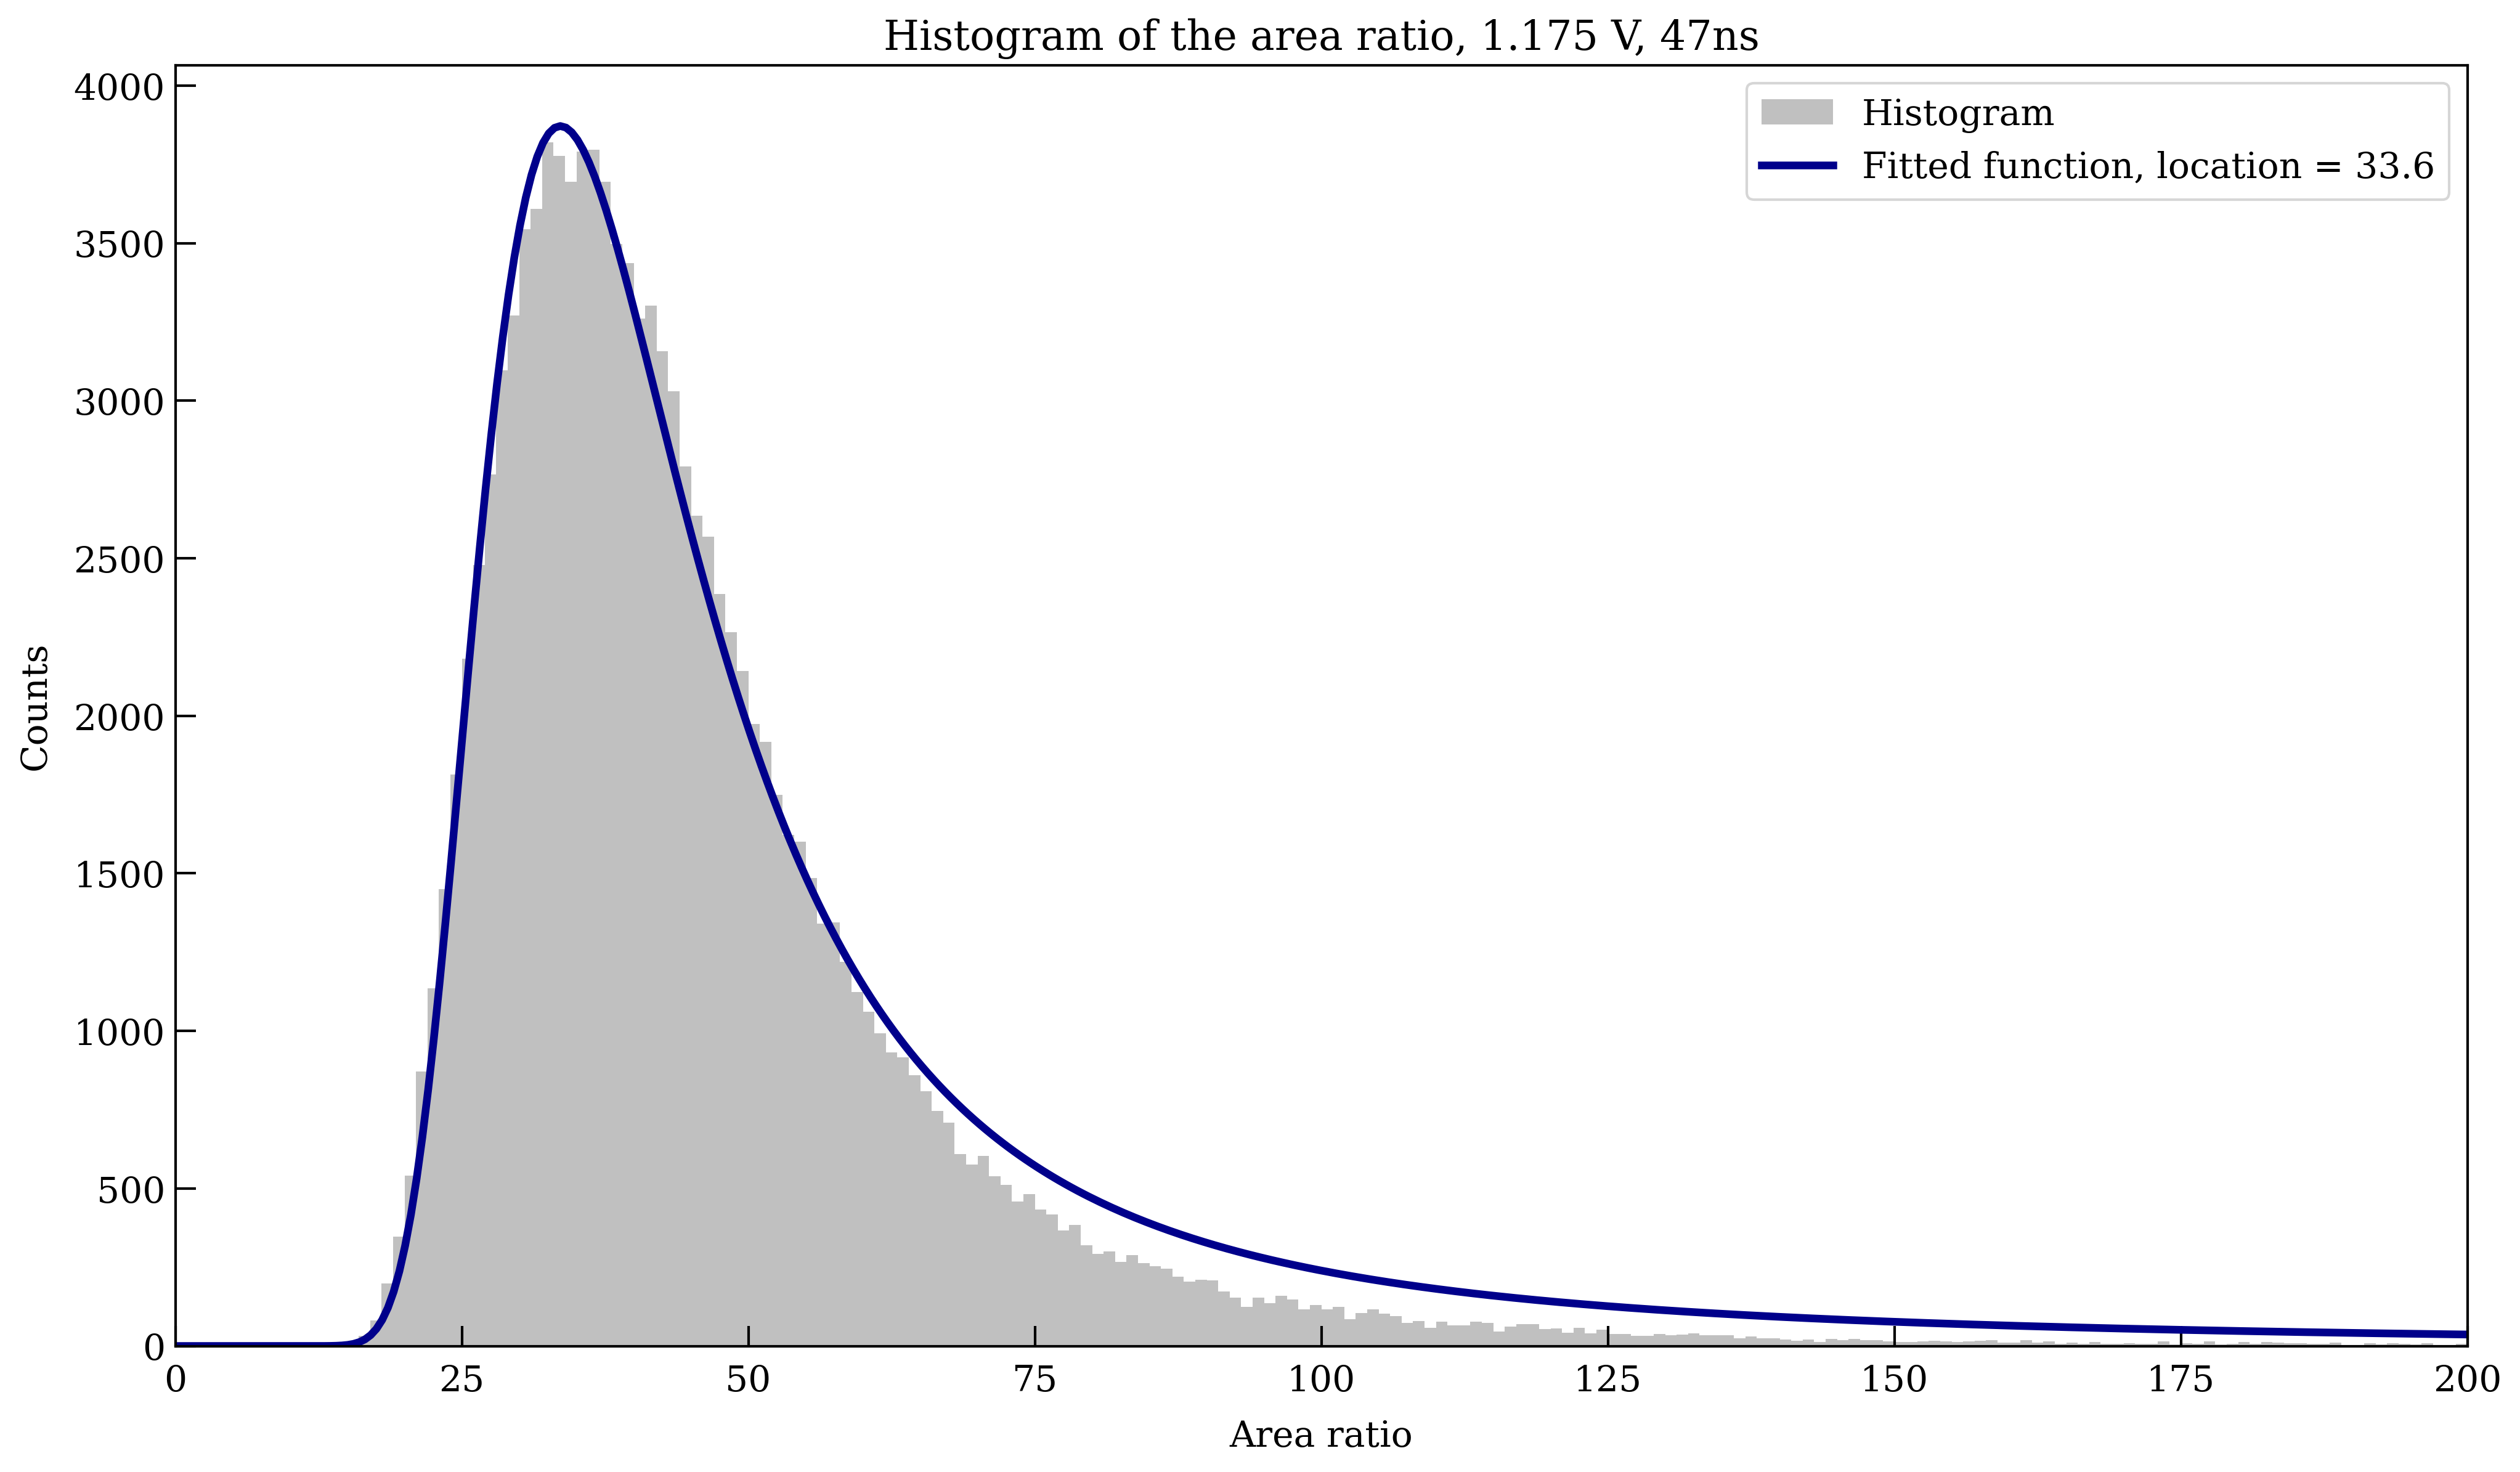 Histogram of the area ratio, 1.175 V, 47ns
Histogram
Fitted function, location = 33.6
Counts
4000
3500
3000
2500
2000
1500
1000
500
0
0 25 50 75 100 125 150 175 200
Area ratio